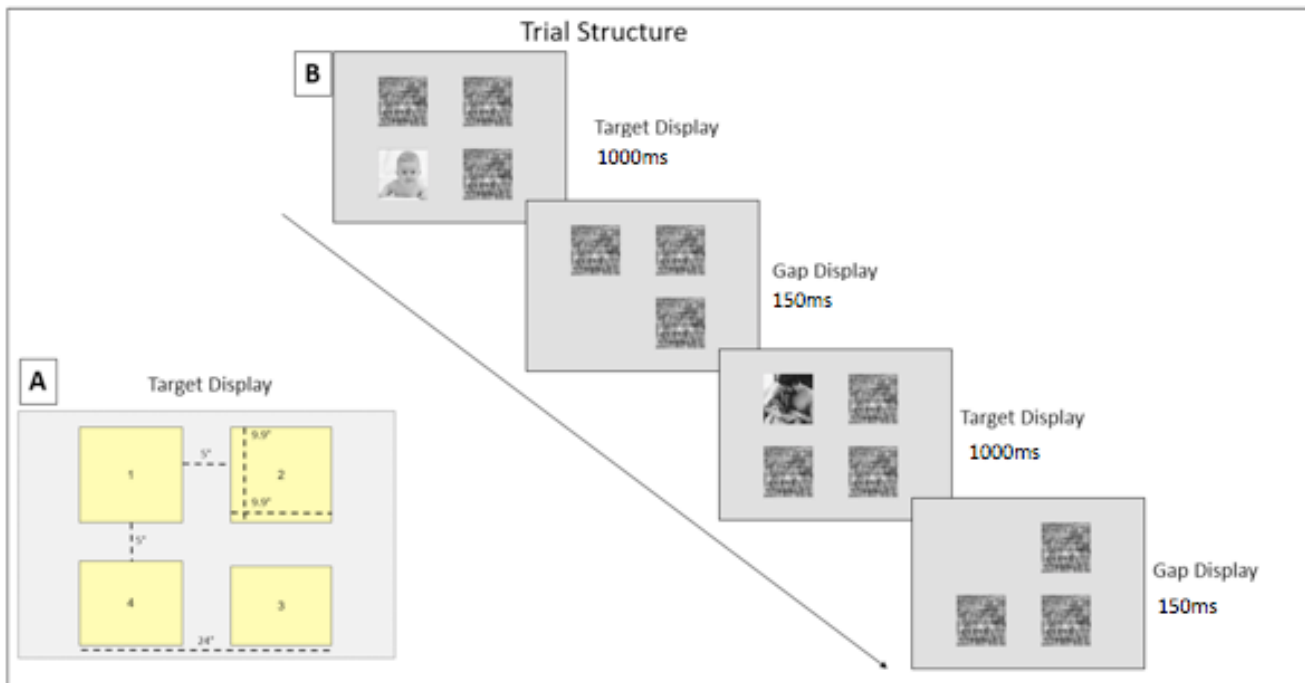 Trial Structure
B
Target Display
1000ms
Gap Display
150ms
Target Display
1000ms
Gap Display
150ms
A
Target Display
1
5"
9.9"
2
9.9"
5"
4
3
24"